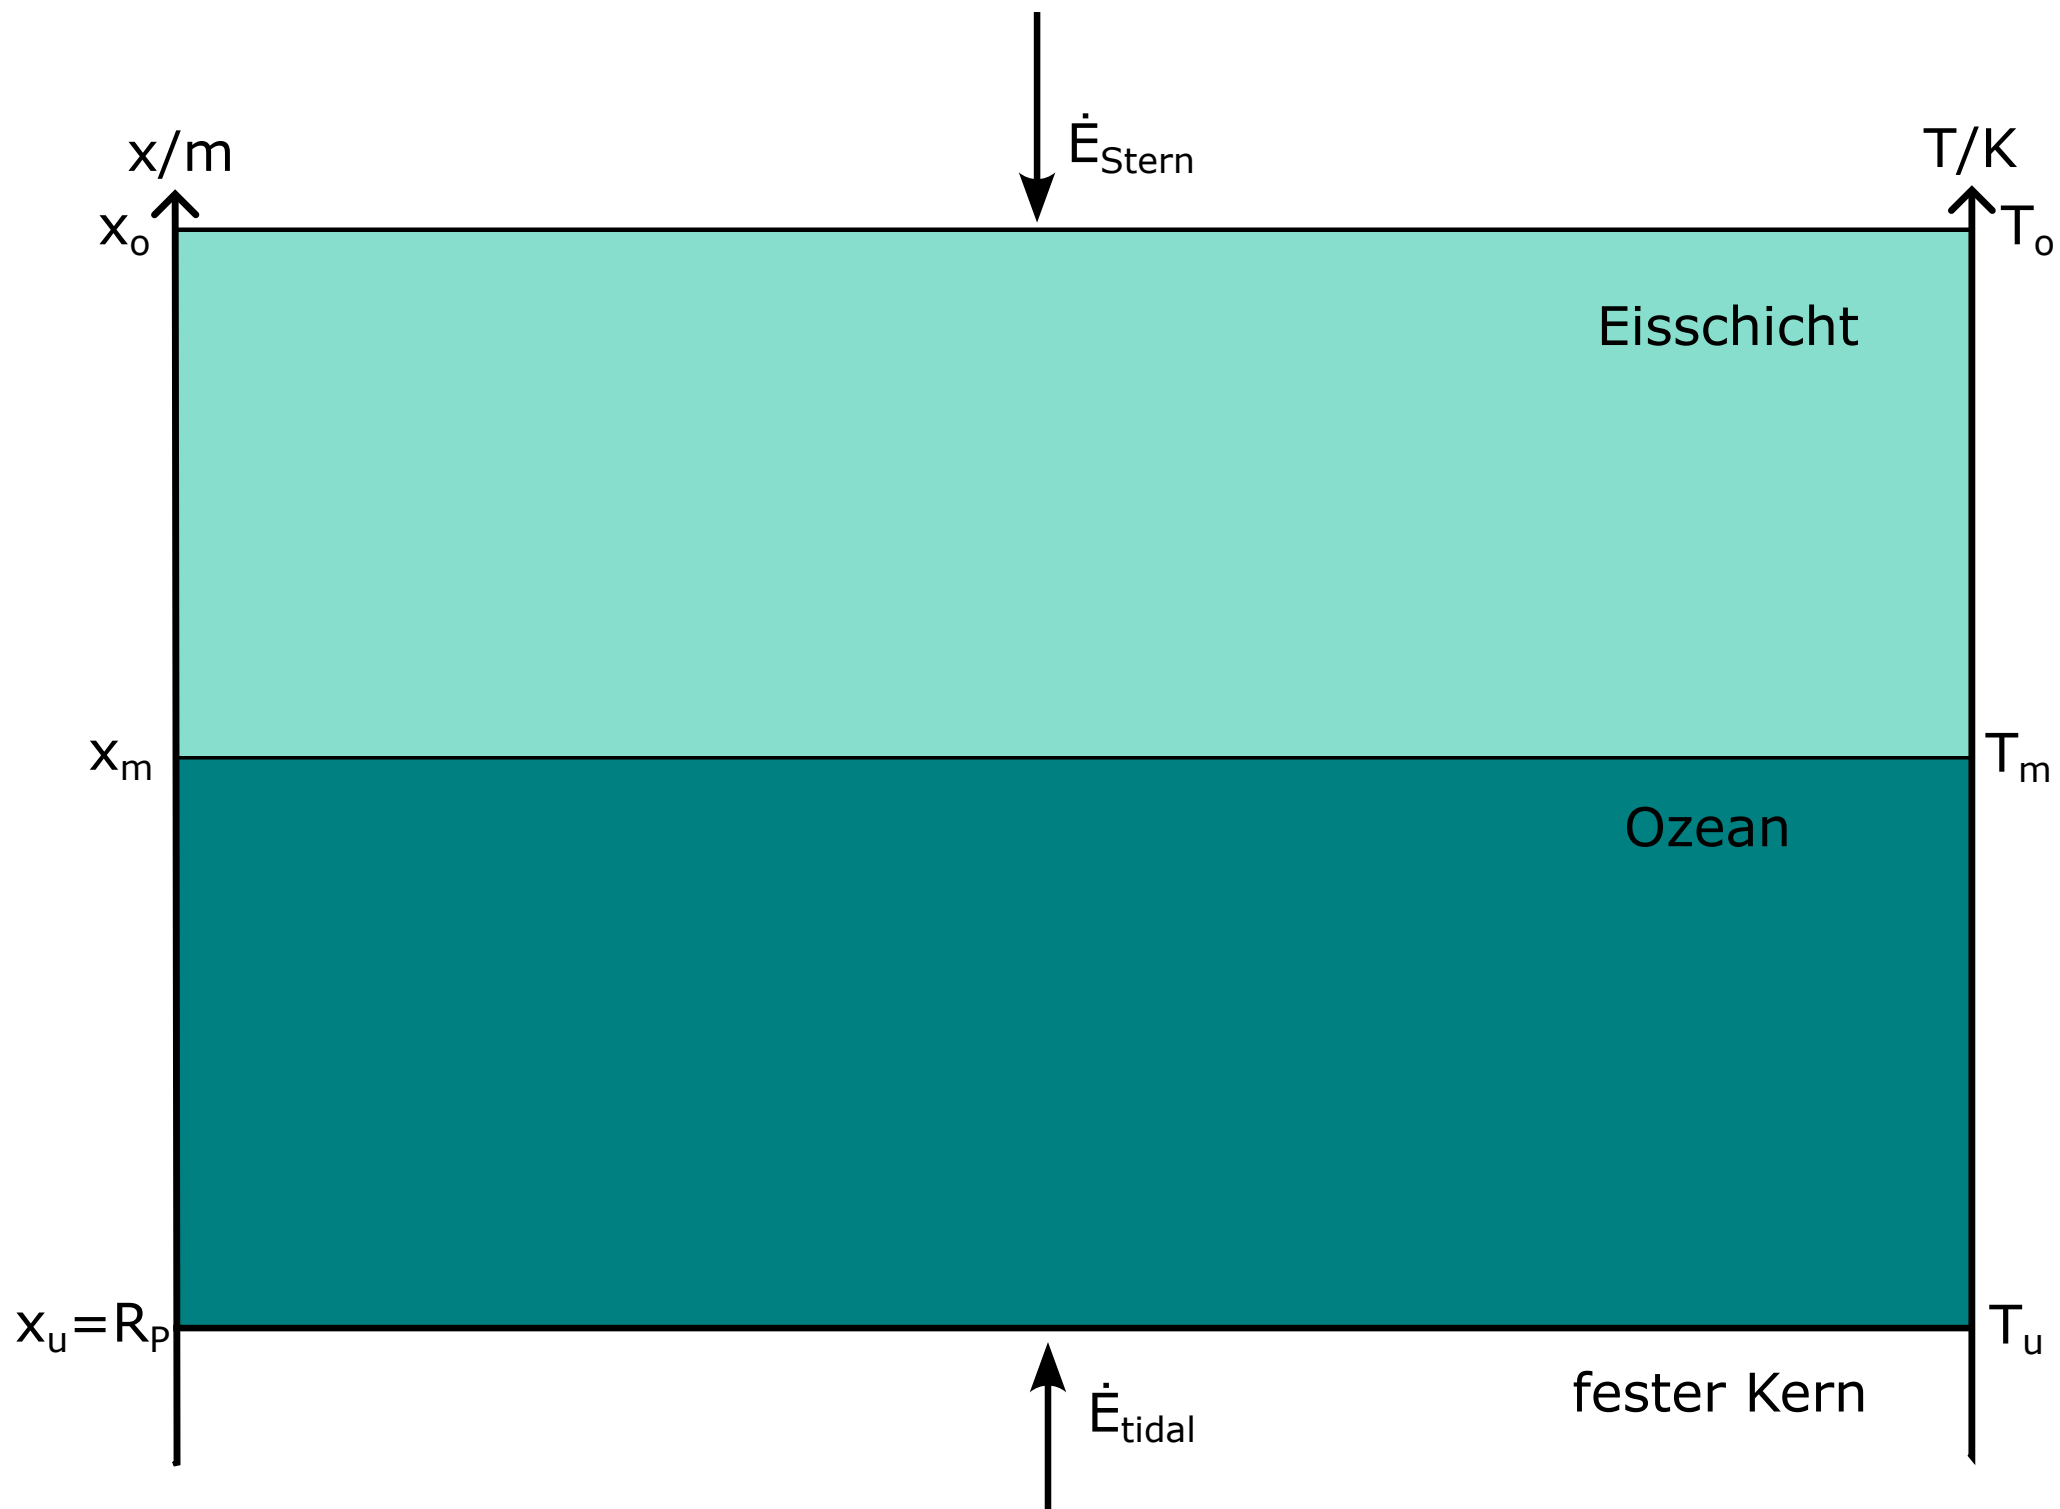 Ė_Stern
x/m
T/K
x_o
T_o
Eisschicht
x_m
T_m
Ozean
x_u=R_P
T_u
fester Kern
Ė_tidal